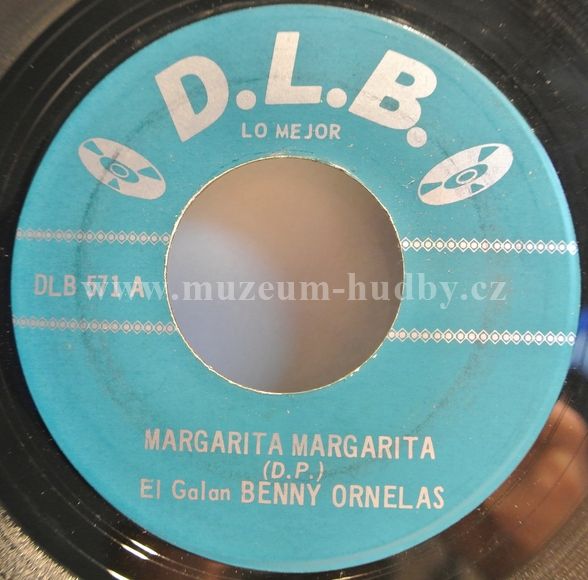 D.L.B.
LO MEJOR
DLB 571 A
www.muzeum-hudby.cz
MARGARITA MARGARITA
(D.P.)
El Galan BENNY ORNELAS